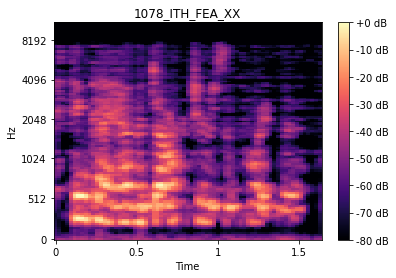 1078_ITH_FEA_XX
Hz
8192
4096
2048
1024
512
0
0 0.5 1 1.5
Time
+0 dB
-10 dB
-20 dB
-30 dB
-40 dB
-50 dB
-60 dB
-70 dB
-80 dB